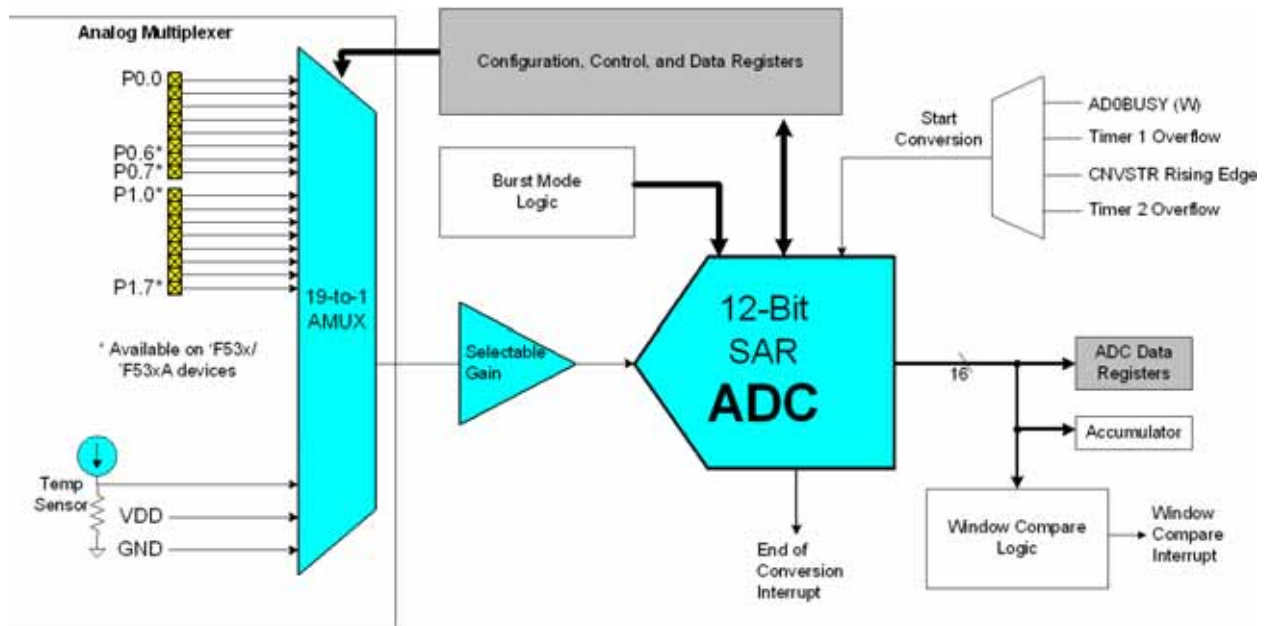 Analog Multiplexer
P0.0
P0.6*
P0.7*
P1.0*
P1.7*
19-to-1
AMUX
* Available on 'F53x/
'F53xA devices
Temp
Sensor
VDD
GND
Configuration, Control, and Data Registers
Burst Mode
Logic
Start
Conversion
AD0BUSY (W)
Timer 1 Overflow
CNVSTR Rising Edge
Timer 2 Overflow
Selectable
Gain
12-Bit
SAR
ADC
16
ADC Data
Registers
Accumulator
Window Compare
Logic
Window
Compare
Interrupt
End of
Conversion
Interrupt